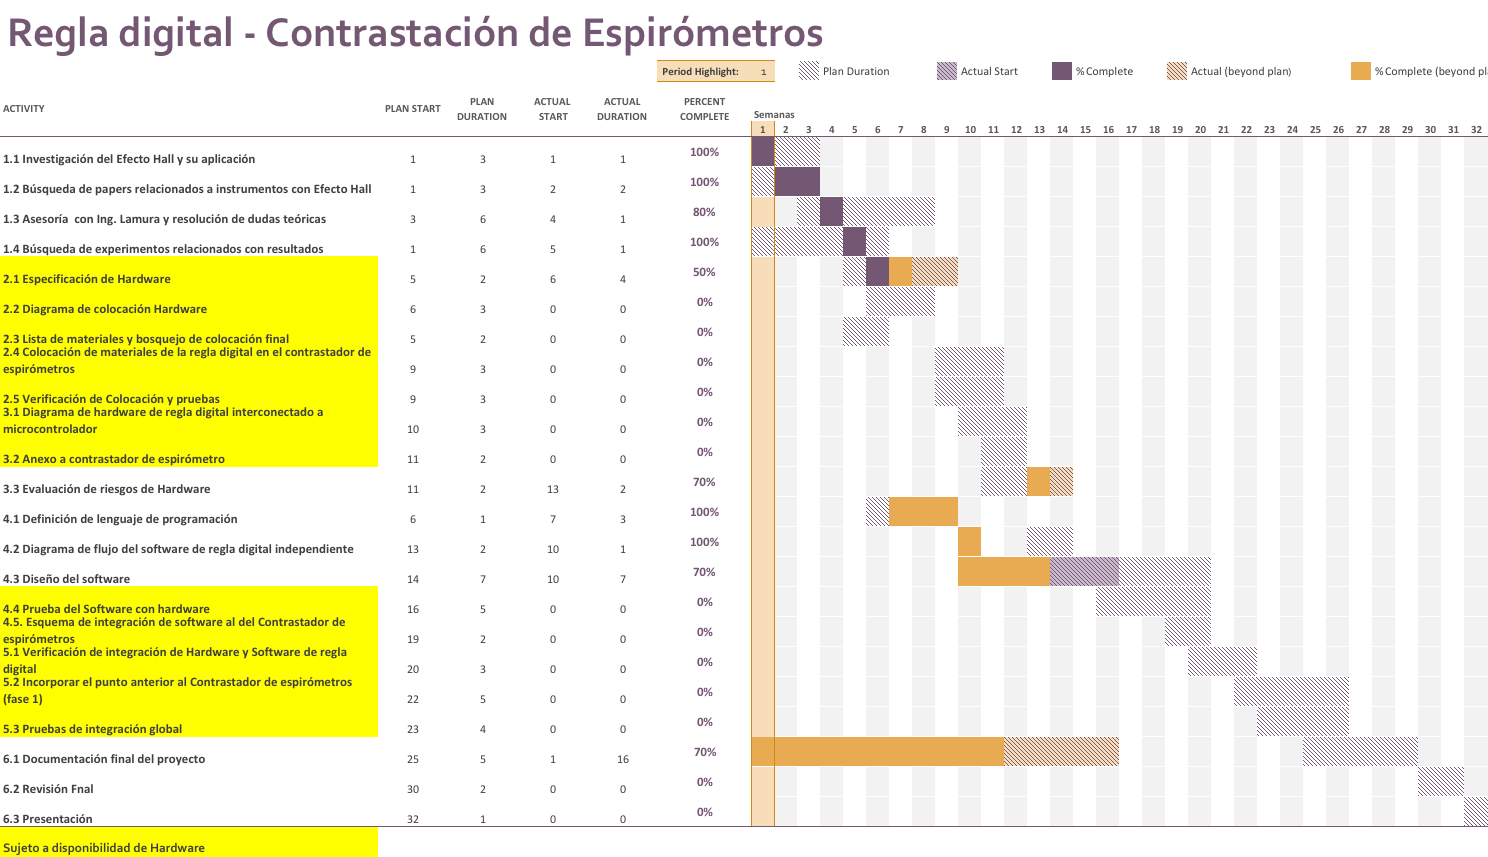 Regla digital - Contrastación de Espirómetros
Period Highlight: 1 Plan Duration Actual Start % Complete Actual (beyond plan) % Complete (beyond pl
ACTIVITY PLAN START PLAN DURATION ACTUAL START ACTUAL DURATION PERCENT COMPLETE Semanas
1 2 3 4 5 6 7 8 9 10 11 12 13 14 15 16 17 18 19 20 21 22 23 24 25 26 27 28 29 30 31 32
1.1 Investigación del Efecto Hall y su aplicación 1 3 1 1 100%
1.2 Búsqueda de papers relacionados a instrumentos con Efecto Hall 1 3 2 2 100%
1.3 Asesoría  con Ing. Lamura y resolución de dudas teóricas 3 6 4 1 80%
1.4 Búsqueda de experimentos relacionados con resultados 1 6 5 1 100%
2.1 Especificación de Hardware 5 2 6 4 50%
2.2 Diagrama de colocación Hardware 6 3 0 0 0%
2.3 Lista de materiales y bosquejo de colocación final 5 2 0 0 0%
2.4 Colocación de materiales de la regla digital en el contrastador de
espirómetros 9 3 0 0 0%
2.5 Verificación de Colocación y pruebas 9 3 0 0 0%
3.1 Diagrama de hardware de regla digital interconectado a
microcontrolador 10 3 0 0 0%
3.2 Anexo a contrastador de espirómetro 11 2 0 0 0%
3.3 Evaluación de riesgos de Hardware 11 2 13 2 70%
4.1 Definición de lenguaje de programación 6 1 7 3 100%
4.2 Diagrama de flujo del software de regla digital independiente 13 2 10 1 100%
4.3 Diseño del software 14 7 10 7 70%
4.4 Prueba del Software con hardware 16 5 0 0 0%
4.5. Esquema de integración de software al del Contrastador de
espirómetros 19 2 0 0 0%
5.1 Verificación de integración de Hardware y Software de regla
digital 20 3 0 0 0%
5.2 Incorporar el punto anterior al Contrastador de espirómetros
(fase 1) 22 5 0 0 0%
5.3 Pruebas de integración global 23 4 0 0 0%
6.1 Documentación final del proyecto 25 5 1 16 70%
6.2 Revisión Fnal 30 2 0 0 0%
6.3 Presentación 32 1 0 0 0%
Sujeto a disponibilidad de Hardware